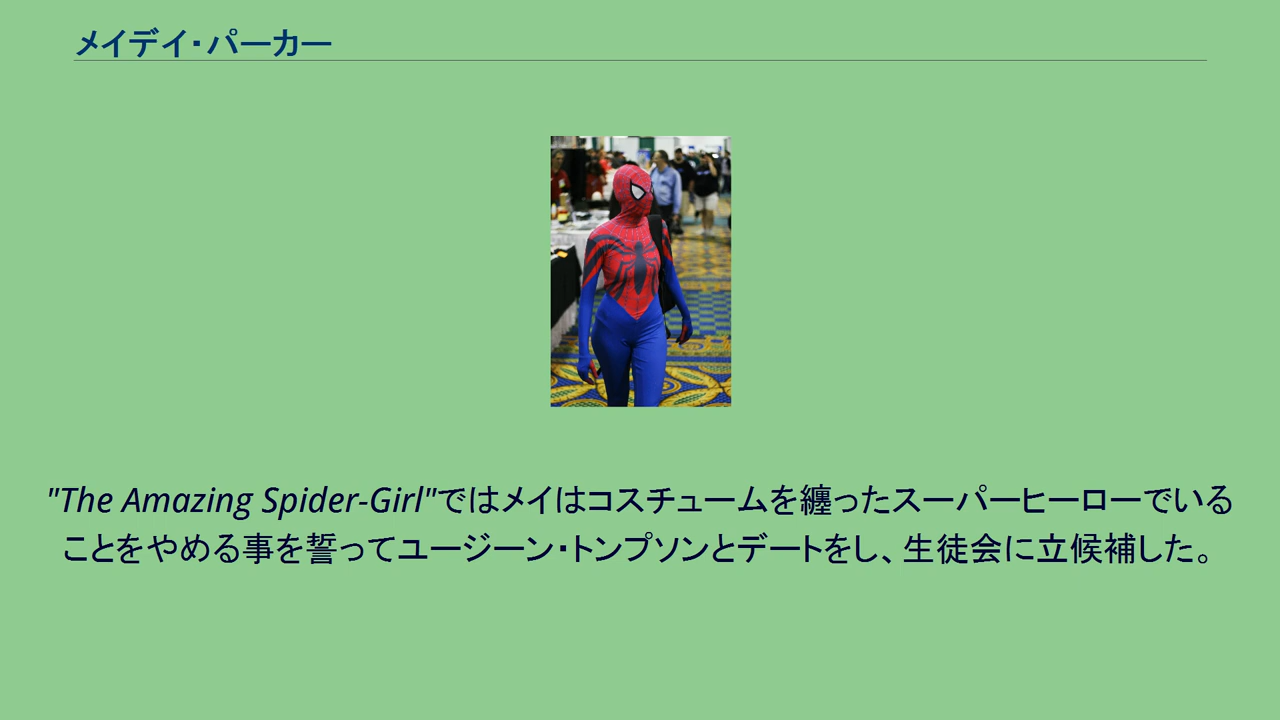 メイデイ・パーカー
"The Amazing Spider-Girl"ではメイはコスチュームを纏ったスーパーヒーローでいる
ことをやめる事を誓ってユージーン・トンプソンとデートをし、生徒会に立候補した。